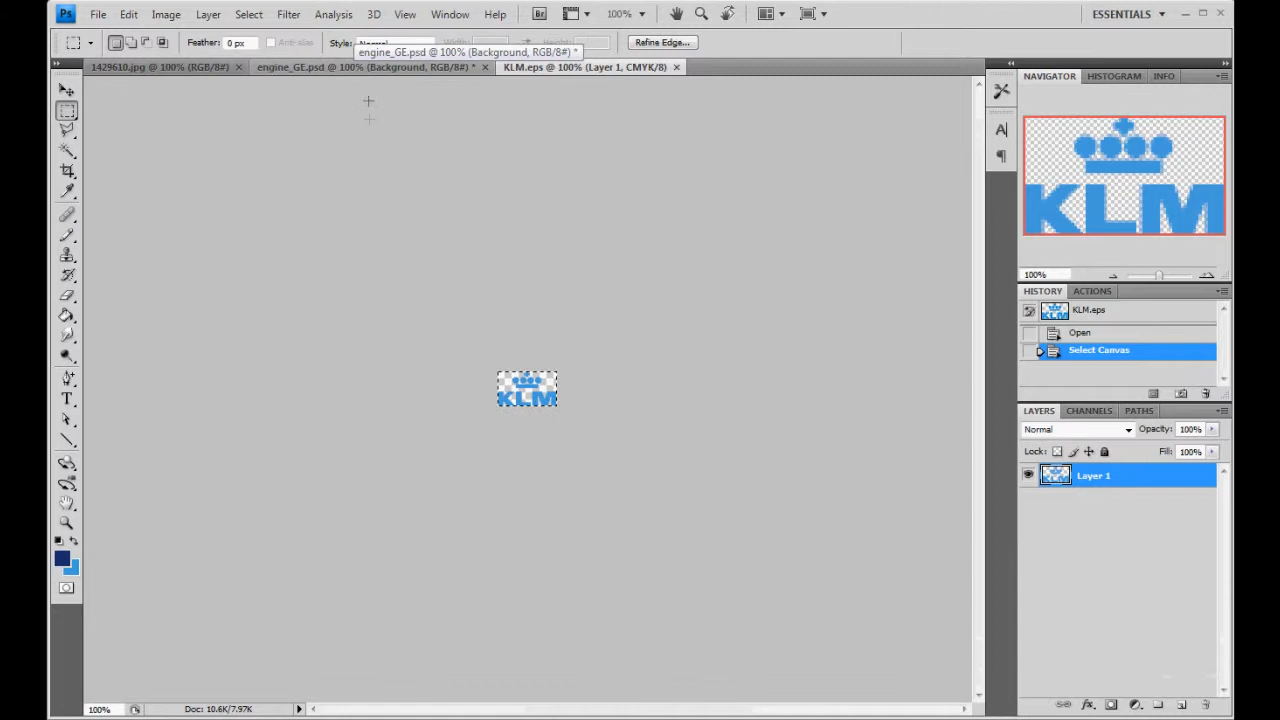 Ps File Edit Image Layer Select Filter Analysis 3D View Window Help Br 100% ESSENTIALS
Feather: 0 px Anti-alias Style: Normal Width: Height: Refine Edge...
engine_GE.psd @ 100% (Background, RGB/8#) *
1429610.jpg @ 100% (RGB/8#) × engine_GE.psd @ 100% (Background, RGB/8#) * × KLM.eps @ 100% (Layer 1, CMYK/8) ×
NAVIGATOR HISTOGRAM INFO
KLM
100%
HISTORY ACTIONS
KLM.eps
Open
Select Canvas
KLM
LAYERS CHANNELS PATHS
Normal Opacity: 100%
Lock: Fill: 100%
Layer 1
100% Doc: 10.6K/7.97K